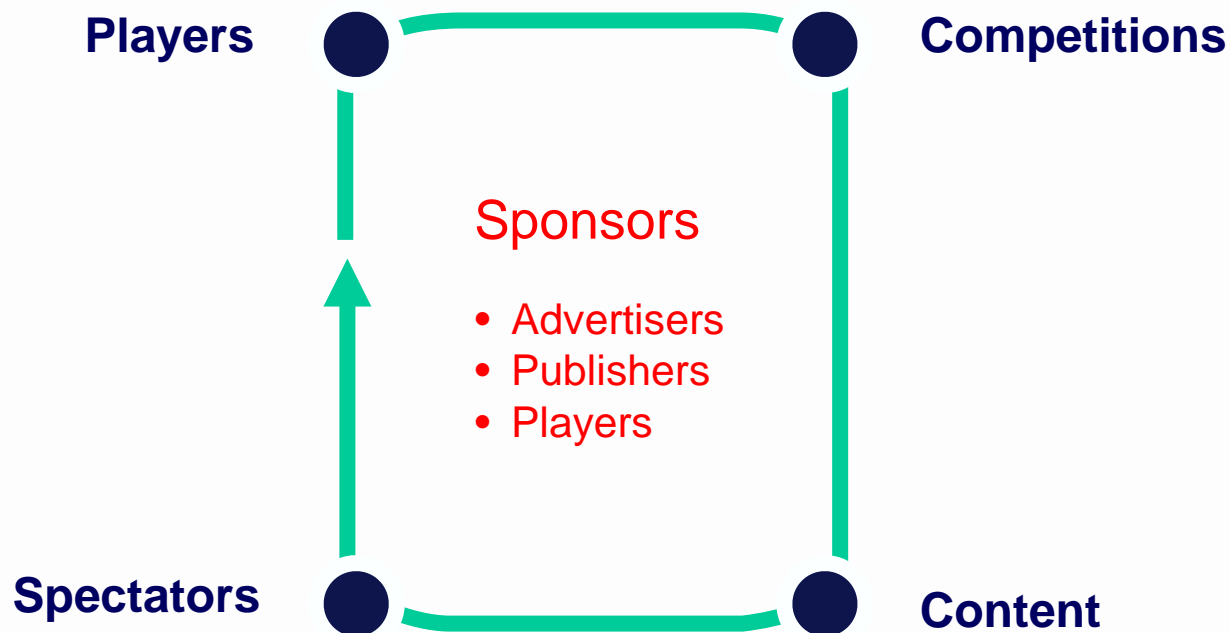 Players
Competitions
Sponsors
• Advertisers
• Publishers
• Players
Spectators
Content